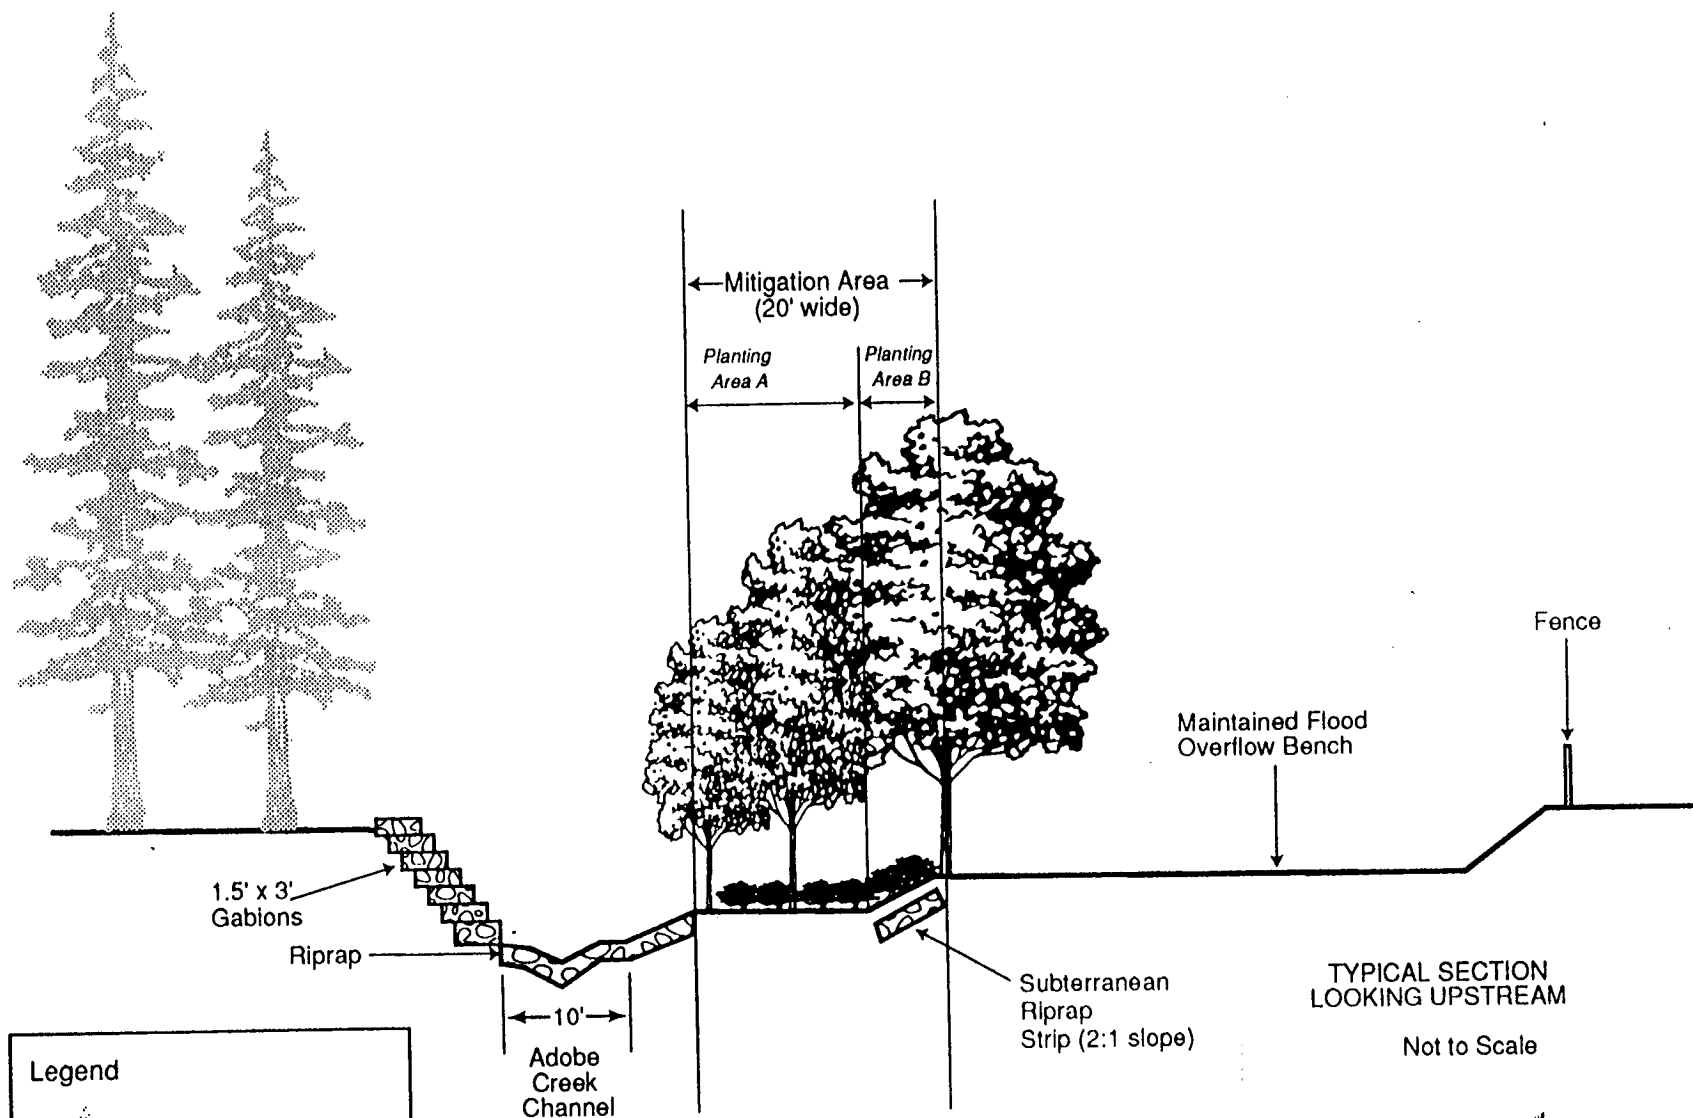 Mitigation Area
(20' wide)
Planting
Area A
Planting
Area B
Fence
Maintained Flood
Overflow Bench
1.5' x 3'
Gabions
Riprap
10'
Adobe
Creek
Channel
Subterranean
Riprap
Strip (2:1 slope)
TYPICAL SECTION
LOOKING UPSTREAM
Not to Scale
Legend